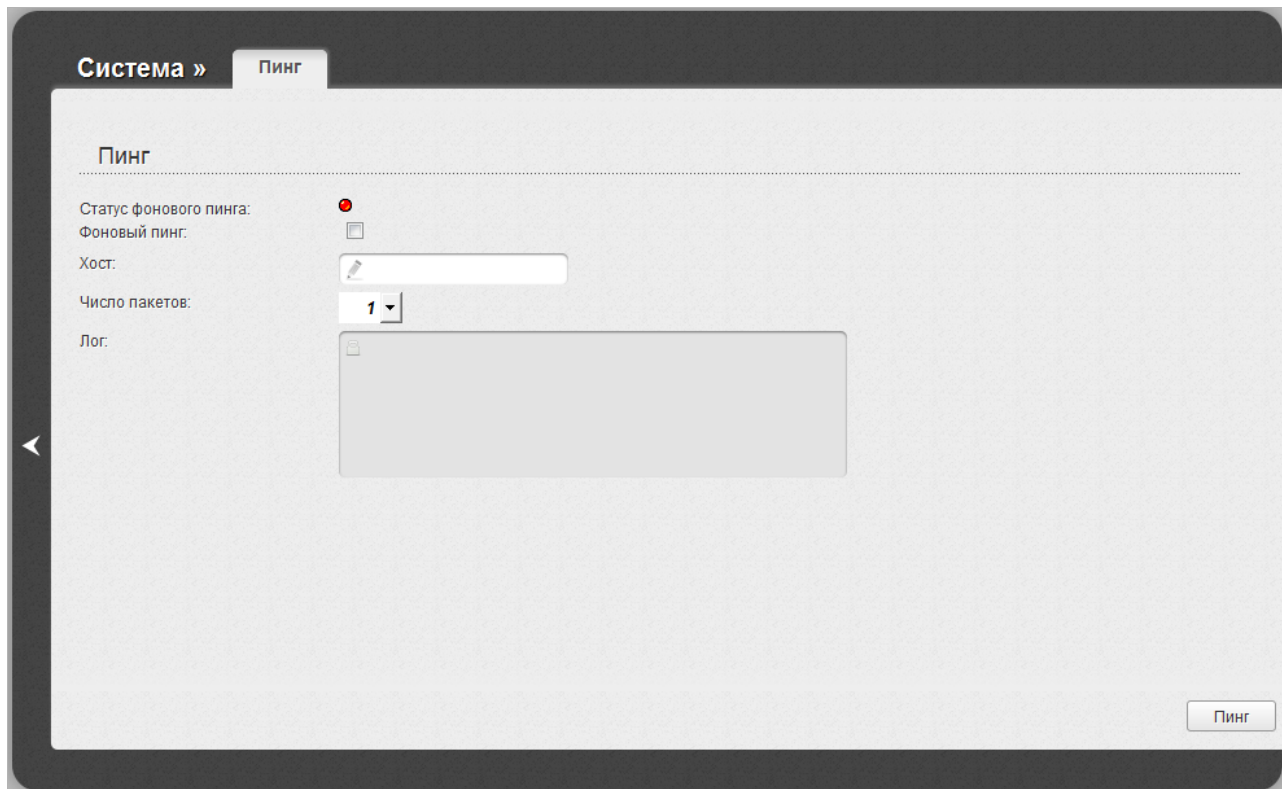 Система »
Пинг
Пинг
Статус фонового пинга:
Фоновый пинг:
Хост:
Число пакетов:
1
Лог:
Пинг